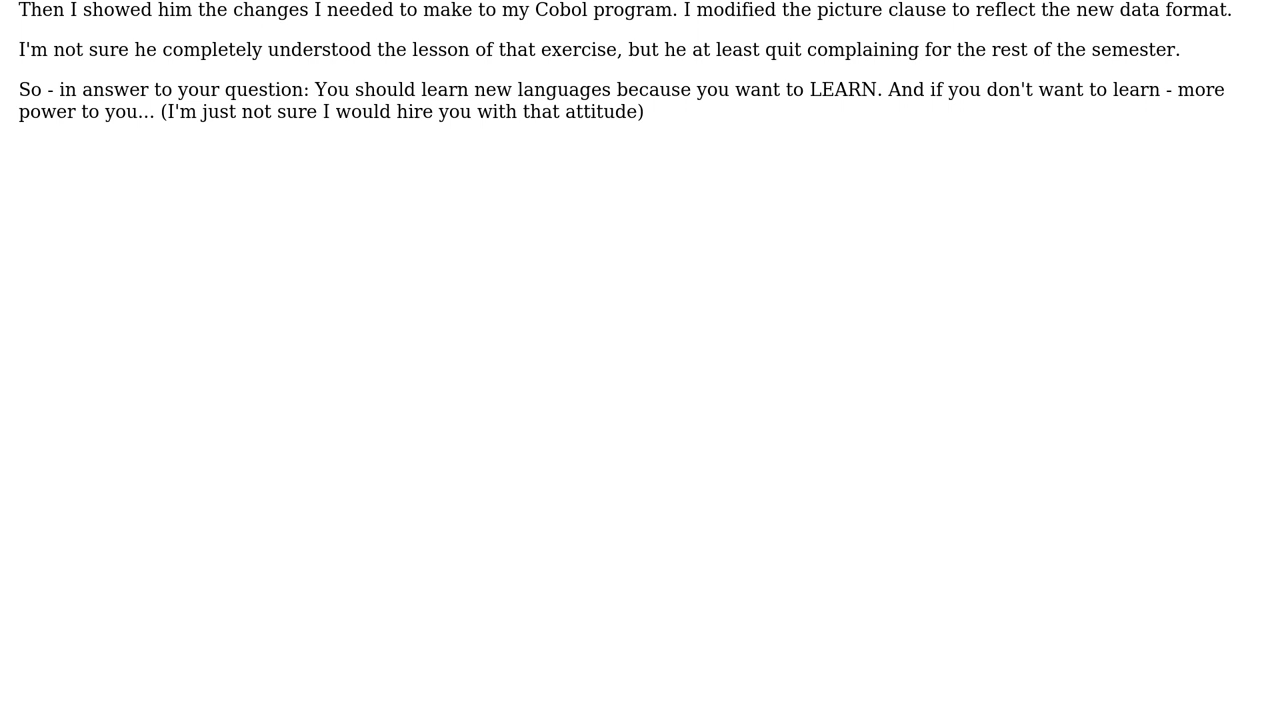 Then I showed him the changes I needed to make to my Cobol program. I modified the picture clause to reflect the new data format.
I'm not sure he completely understood the lesson of that exercise, but he at least quit complaining for the rest of the semester.
So - in answer to your question: You should learn new languages because you want to LEARN. And if you don't want to learn - more
power to you... (I'm just not sure I would hire you with that attitude)